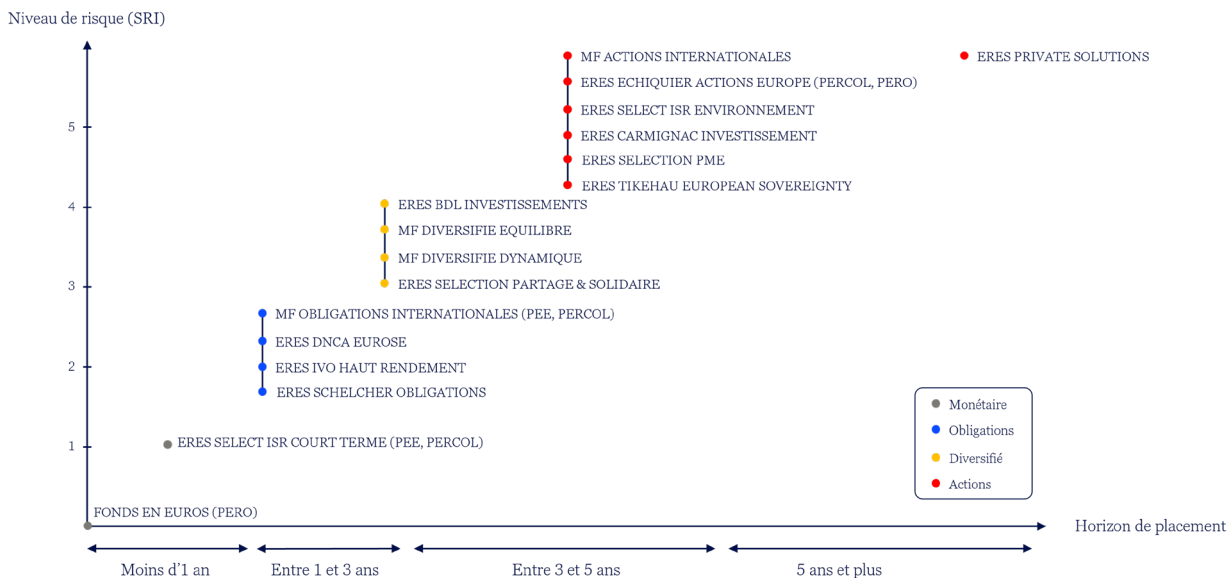 Niveau de risque (SRI)
MF ACTIONS INTERNATIONALES
ERES PRIVATE SOLUTIONS
ERES ECHIQUIER ACTIONS EUROPE (PERCOL, PERO)
ERES SELECT ISR ENVIRONNEMENT
5
ERES CARMIGNAC INVESTISSEMENT
ERES SELECTION PME
ERES TIKEHAU EUROPEAN SOVEREIGNTY
4
ERES BDL INVESTISSEMENTS
MF DIVERSIFIE EQUILIBRE
MF DIVERSIFIE DYNAMIQUE
3
ERES SELECTION PARTAGE & SOLIDAIRE
MF OBLIGATIONS INTERNATIONALES (PEE, PERCOL)
ERES DNCA EUROSE
2
ERES IVO HAUT RENDEMENT
ERES SCHELCHER OBLIGATIONS
Monétaire
Obligations
Diversifié
Actions
1
ERES SELECT ISR COURT TERME (PEE, PERCOL)
FONDS EN EUROS (PERO)
Horizon de placement
Moins d'1 an
Entre 1 et 3 ans
Entre 3 et 5 ans
5 ans et plus